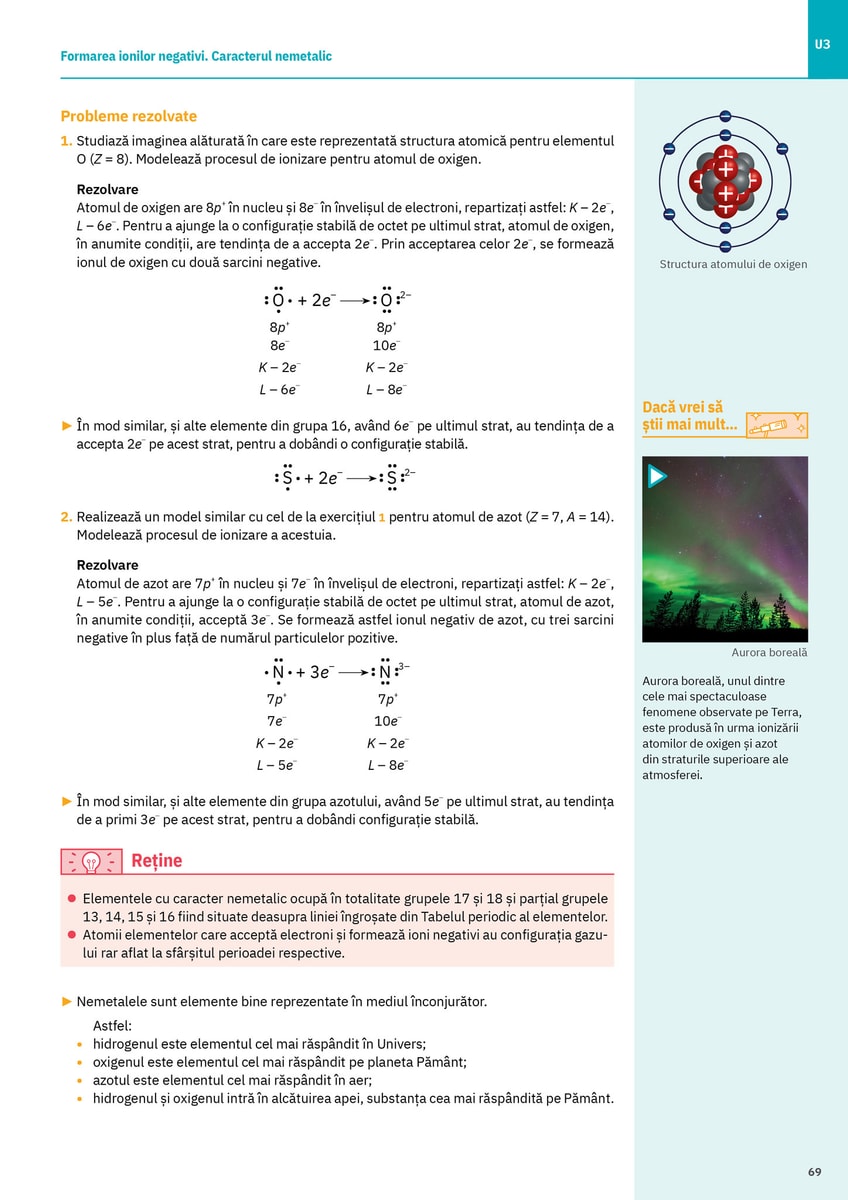 Formarea ionilor negativi. Caracterul nemetalic
U3
Probleme rezolvate
1. Studiază imaginea alăturată în care este reprezentată structura atomică pentru elementul
O (Z = 8). Modelează procesul de ionizare pentru atomul de oxigen.
Rezolvare
Atomul de oxigen are 8p⁺ în nucleu și 8e⁻ în învelișul de electroni, repartizați astfel: K – 2e⁻,
L – 6e⁻. Pentru a ajunge la o configurație stabilă de octet pe ultimul strat, atomul de oxigen,
în anumite condiții, are tendința de a accepta 2e⁻. Prin acceptarea celor 2e⁻, se formează
ionul de oxigen cu două sarcini negative.
O + 2e⁻ ⟶ O²⁻
8p⁺ 8p⁺
8e⁻ 10e⁻
K – 2e⁻ K – 2e⁻
L – 6e⁻ L – 8e⁻
► În mod similar, și alte elemente din grupa 16, având 6e⁻ pe ultimul strat, au tendința de a
accepta 2e⁻ pe acest strat, pentru a dobândi o configurație stabilă.
S + 2e⁻ ⟶ S²⁻
2. Realizează un model similar cu cel de la exercițiul 1 pentru atomul de azot (Z = 7, A = 14).
Modelează procesul de ionizare a acestuia.
Rezolvare
Atomul de azot are 7p⁺ în nucleu și 7e⁻ în învelișul de electroni, repartizați astfel: K – 2e⁻,
L – 5e⁻. Pentru a ajunge la o configurație stabilă de octet pe ultimul strat, atomul de azot,
în anumite condiții, acceptă 3e⁻. Se formează astfel ionul negativ de azot, cu trei sarcini
negative în plus față de numărul particulelor pozitive.
N + 3e⁻ ⟶ N³⁻
7p⁺ 7p⁺
7e⁻ 10e⁻
K – 2e⁻ K – 2e⁻
L – 5e⁻ L – 8e⁻
► În mod similar, și alte elemente din grupa azotului, având 5e⁻ pe ultimul strat, au tendința
de a primi 3e⁻ pe acest strat, pentru a dobândi configurație stabilă.
Reține
● Elementele cu caracter nemetalic ocupă în totalitate grupele 17 și 18 și parțial grupele
13, 14, 15 și 16 fiind situate deasupra liniei îngroșate din Tabelul periodic al elementelor.
● Atomii elementelor care acceptă electroni și formează ioni negativi au configurația gazu-
lui rar aflat la sfârșitul perioadei respective.
► Nemetalele sunt elemente bine reprezentate în mediul înconjurător.
Astfel:
• hidrogenul este elementul cel mai răspândit în Univers;
• oxigenul este elementul cel mai răspândit pe planeta Pământ;
• azotul este elementul cel mai răspândit în aer;
• hidrogenul și oxigenul intră în alcătuirea apei, substanța cea mai răspândită pe Pământ.
Structura atomului de oxigen
Dacă vrei să
știi mai mult...
Aurora boreală
Aurora boreală, unul dintre
cele mai spectaculoase
fenomene observate pe Terra,
este produsă în urma ionizării
atomilor de oxigen și azot
din straturile superioare ale
atmosferei.
69